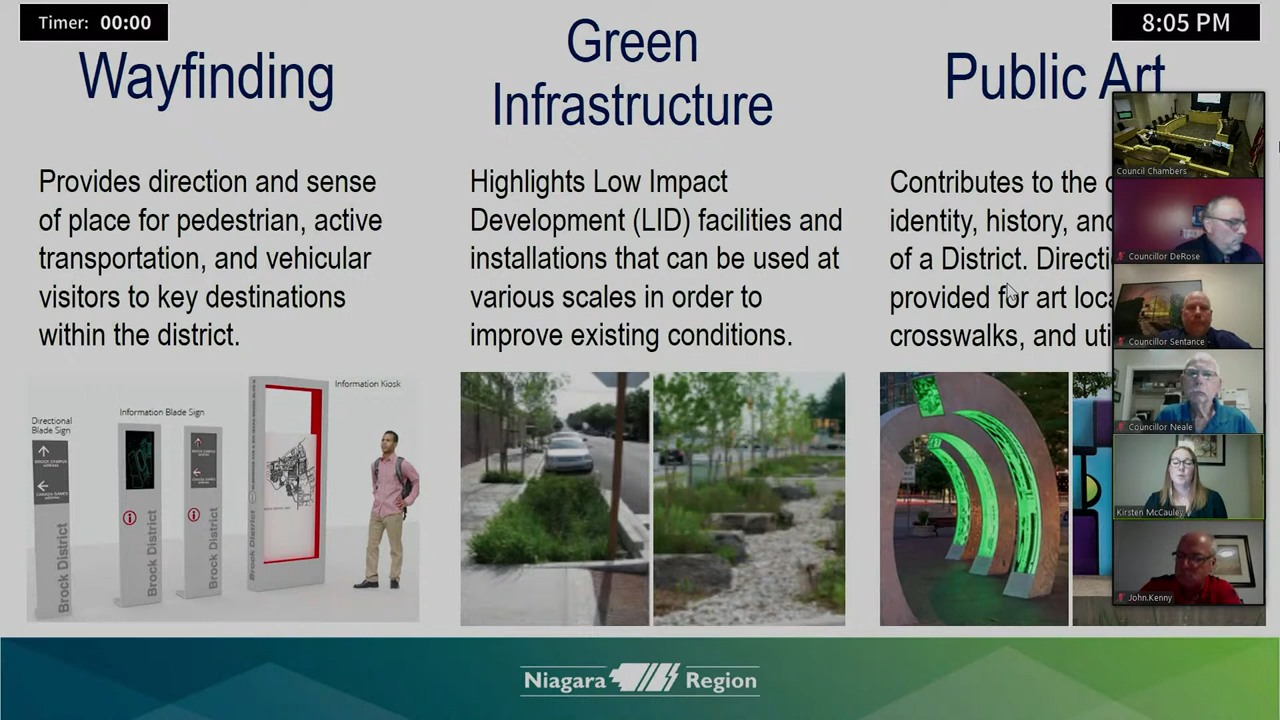 Timer: 00:00
8:05 PM
Wayfinding
Provides direction and sense
of place for pedestrian, active
transportation, and vehicular
visitors to key destinations
within the district.
Directional
Blade Sign
Information Blade Sign
Information Kiosk
Brock District
Brock District
Brock District
Brock District
Green
Infrastructure
Highlights Low Impact
Development (LID) facilities and
installations that can be used at
various scales in order to
improve existing conditions.
Public Art
Contributes to the
identity, history, and
of a District. Directi
provided for art loca
crosswalks, and uti
Council Chambers
Councillor DeRose
Councillor Sentance
Councillor Neale
Kirsten McCauley
John.Kenny
Niagara Region